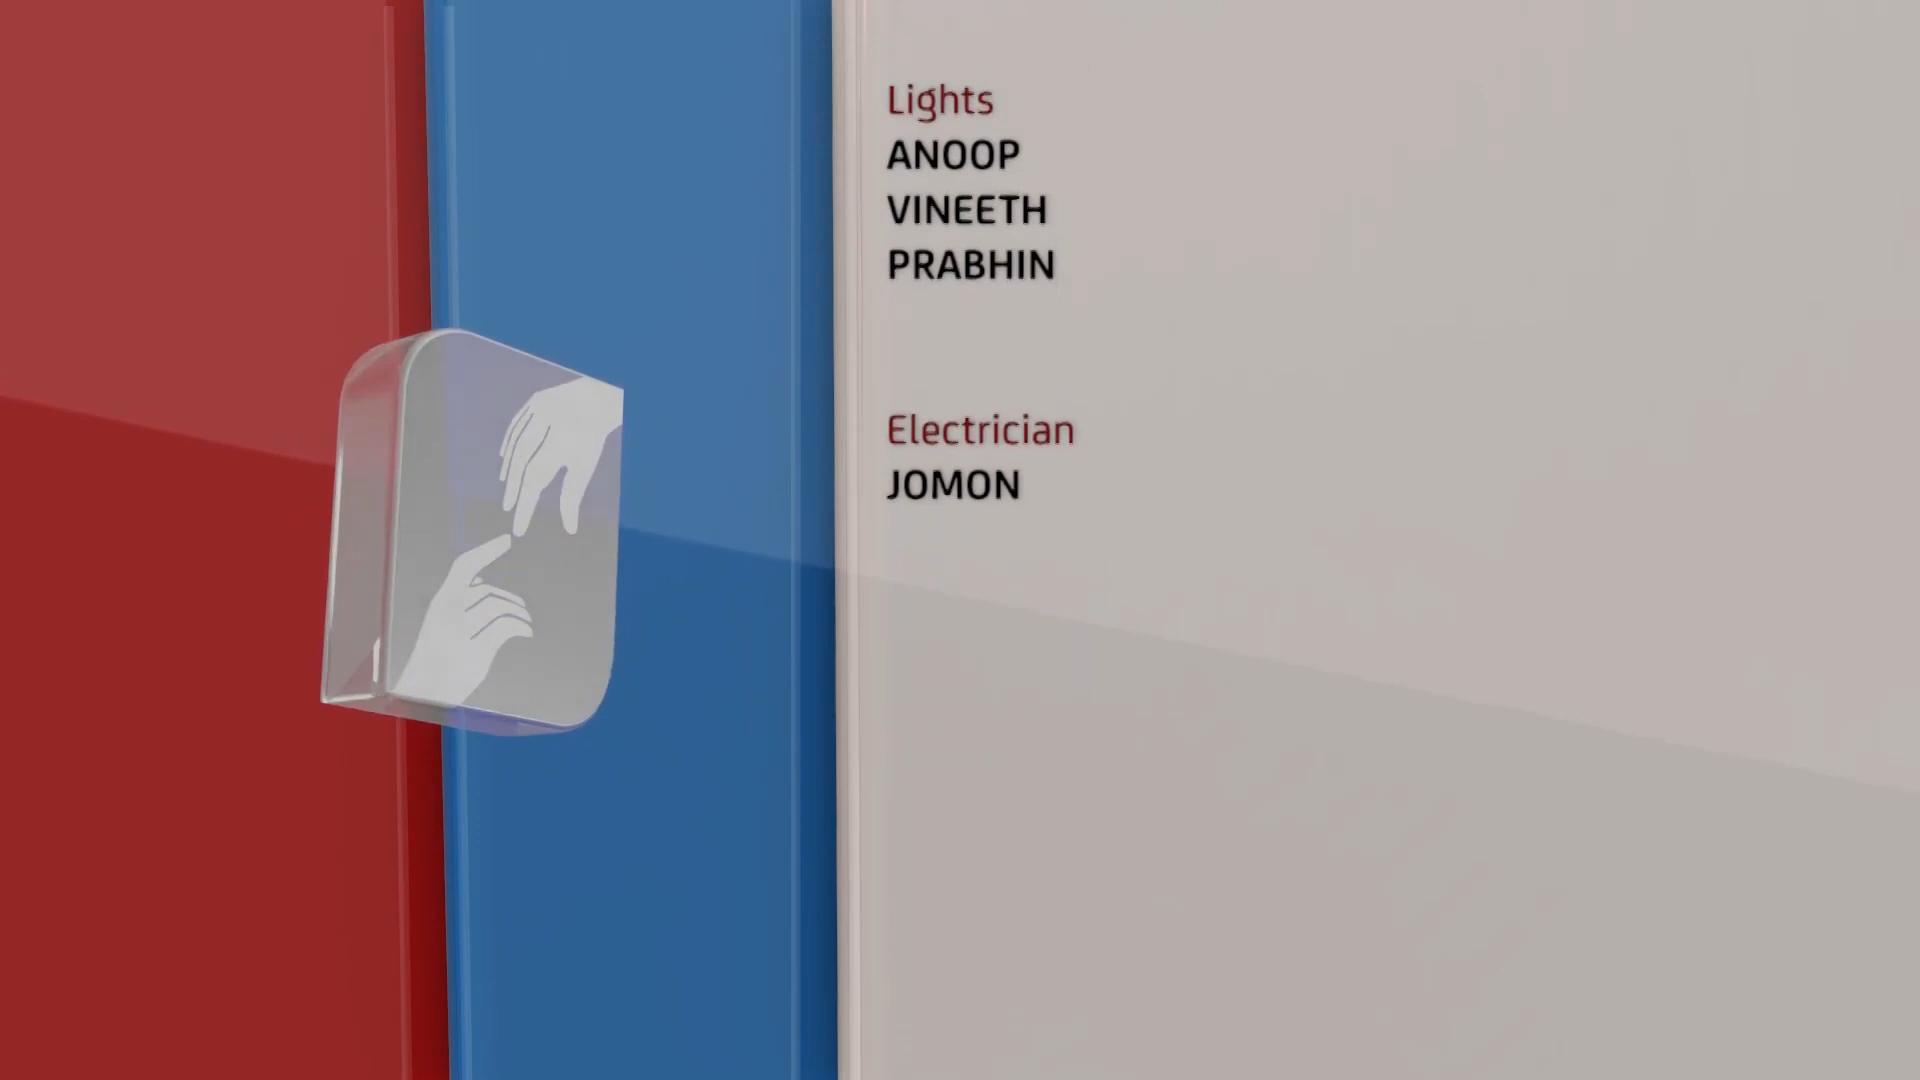 Lights
ANOOP
VINEETH
PRABHIN
Electrician
JOMON